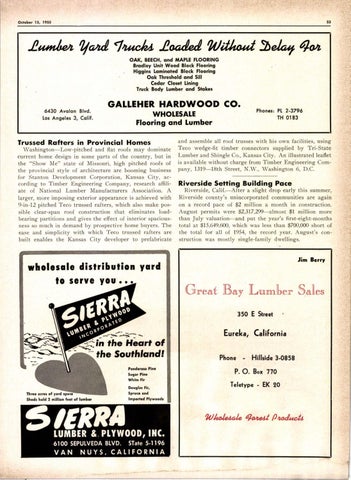 October 15, 1955 53
Lumber Yard Trucks Loaded Without Delay For
OAK, BEECH, and MAPLE FLOORING
Bradley Unit Wood Block Flooring
Higgins Laminated Block Flooring
Oak Threshold and Sill
Cedar Closet Lining
Truck Body Lumber and Stakes
GALLEHER HARDWOOD CO.
6430 Avalon Blvd.
Los Angeles 3, Calif.
WHOLESALE
Flooring and Lumber
Phones: PL 2-3796
TH 0183
Trussed Rafters in Provincial Homes
Washington—Low-pitched and flat roofs may dominate
current home design in some parts of the country, but in
the "Show Me" state of Missouri, high pitched roofs of
the provincial style of architecture are booming business
for Stanton Development Corporation, Kansas City, ac-
cording to Timber Engineering Company, research affili-
ate of National Lumber Manufacturers Association. A
larger, more imposing exterior appearance is achieved with
9-in-12 pitched Teco trussed rafters, which also make pos-
sible clear-span roof construction that eliminates load-
bearing partitions and gives the effect of interior spacious-
ness so much in demand by prospective home buyers. The
ease and simplicity with which Teco trussed rafters are
built enables the Kansas City developer to prefabricate
and assemble all roof trusses with his own facilities, using
Teco wedge-fit timber connectors supplied by Tri-State
Lumber and Shingle Co., Kansas City. An illustrated leaflet
is available without charge from Timber Engineering Com-
pany, 1319—18th Street, N.W., Washington 6, D.C.
Riverside Setting Building Pace
Riverside, Calif.—After a slight drop early this summer,
Riverside county's unincorporated communities are again
on a record pace of $2 million a month in construction.
August permits were $2,317,299—almost $1 million more
than July valuation—and put the year's first-eight-months
total at $15,649,600, which was less than $700,000 short of
the total for all of 1954, the record year. August's con-
struction was mostly single-family dwellings.
wholesale distribution yard
to serve you...
SIERRA
LUMBER & PLYWOOD
INCORPORATED
in the Heart of
the Southland!
Ponderosa Pine
Sugar Pine
White Fir
Douglas Fir,
Spruce and
Imported Plywoods
Three acres of yard space
Sheds hold 2 million feet of lumber
SIERRA
LUMBER & PLYWOOD, INC.
6100 SEPULVEDA BLVD. STate 5-1196
VAN NUYS, CALIFORNIA
Jim Berry
Great Bay Lumber Sales
350 E Street
Eureka, California
Phone - Hillside 3-0858
P. O. Box 770
Teletype - EK 20
Wholesale Forest Products